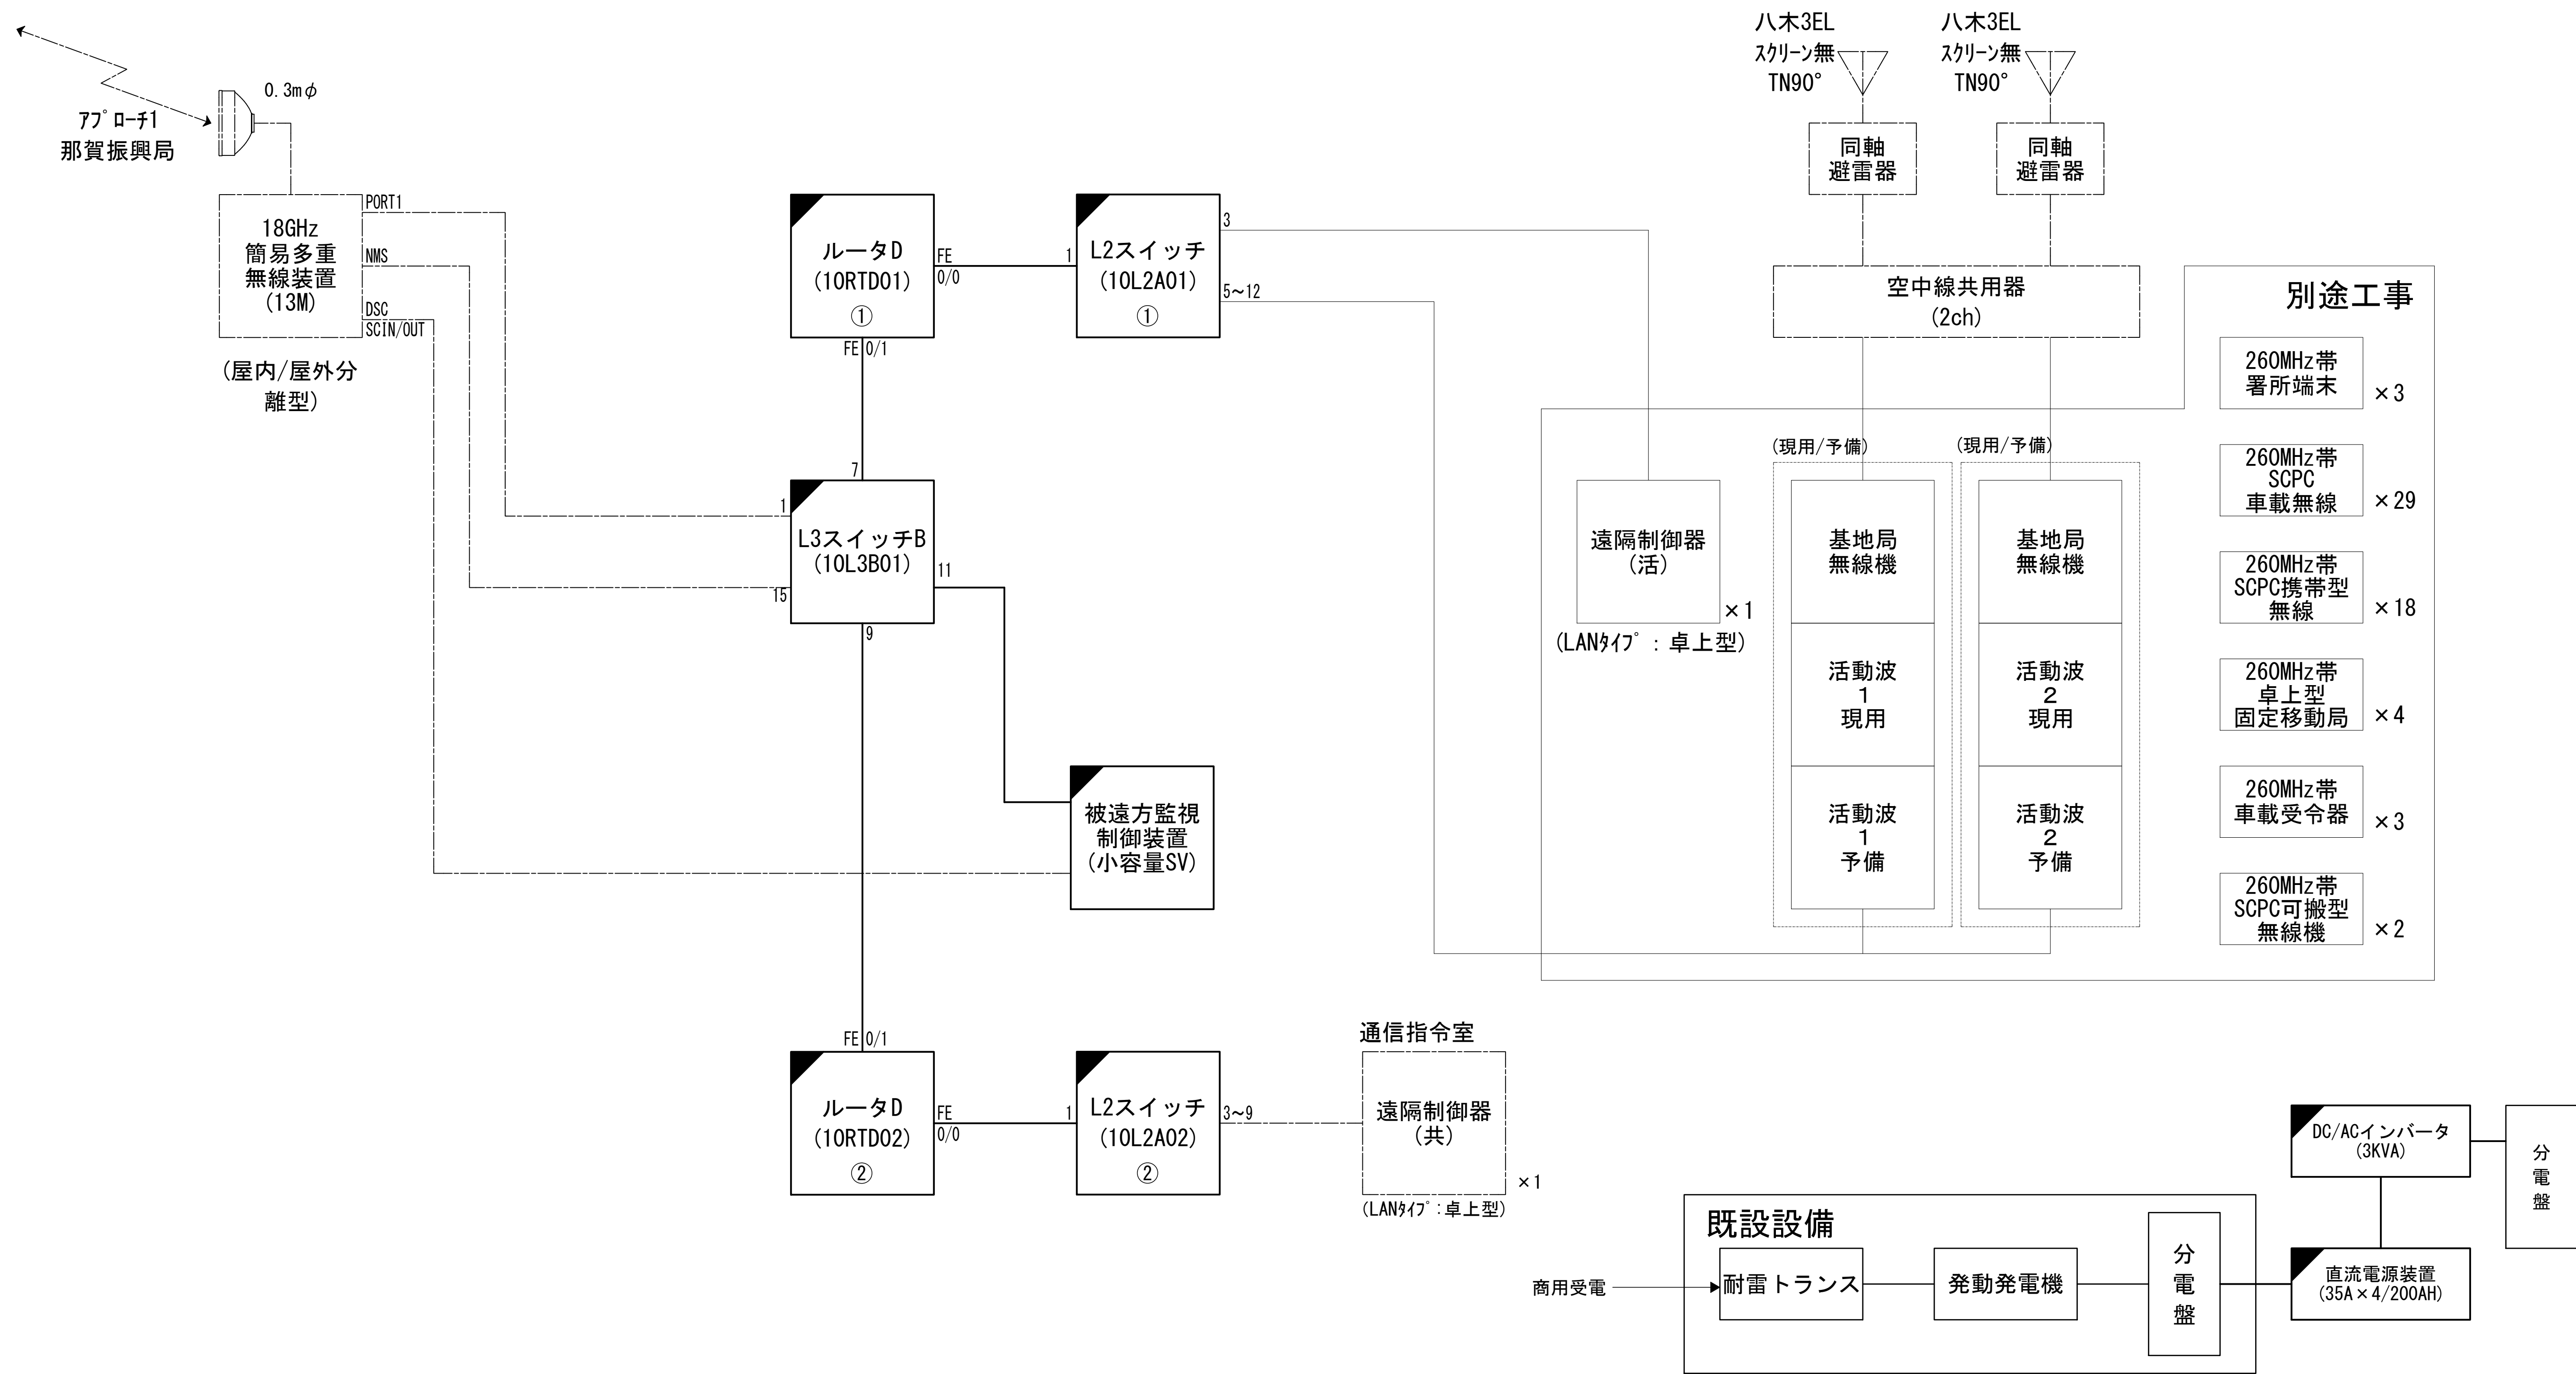 八木3EL
ｽｸﾘｰﾝ無
TN90°
八木3EL
ｽｸﾘｰﾝ無
TN90°
0.3mφ
ｱﾌﾟﾛｰﾁ1
那賀振興局
同軸
避雷器
同軸
避雷器
18GHz
簡易多重
無線装置
(13M)
PORT1
NMS
DSC
SCIN/OUT
(屋内/屋外分
離型)
ルータD
(10RTD01)
①
FE
0/0
FE 0/1
1
L2スイッチ
(10L2A01)
①
3
5～12
空中線共用器
(2ch)
別途工事
260MHz帯
署所端末
×3
260MHz帯
SCPC
車載無線
×29
260MHz帯
SCPC携帯型
無線
×18
260MHz帯
卓上型
固定移動局
×4
260MHz帯
車載受令器
×3
260MHz帯
SCPC可搬型
無線機
×2
(現用/予備)
(現用/予備)
7
1
15
L3スイッチB
(10L3B01)
11
9
遠隔制御器
(活)
×1
(LANﾀｲﾌﾟ:卓上型)
基地局
無線機
活動波
1
現用
活動波
1
予備
基地局
無線機
活動波
2
現用
活動波
2
予備
被遠方監視
制御装置
(小容量SV)
FE 0/1
ルータD
(10RTD02)
②
FE
0/0
1
L2スイッチ
(10L2A02)
②
3～9
通信指令室
遠隔制御器
(共)
×1
(LANﾀｲﾌﾟ:卓上型)
DC/ACインバータ
(3KVA)
分
電
盤
既設設備
商用受電
耐雷トランス
発動発電機
分
電
盤
直流電源装置
(35A×4/200AH)